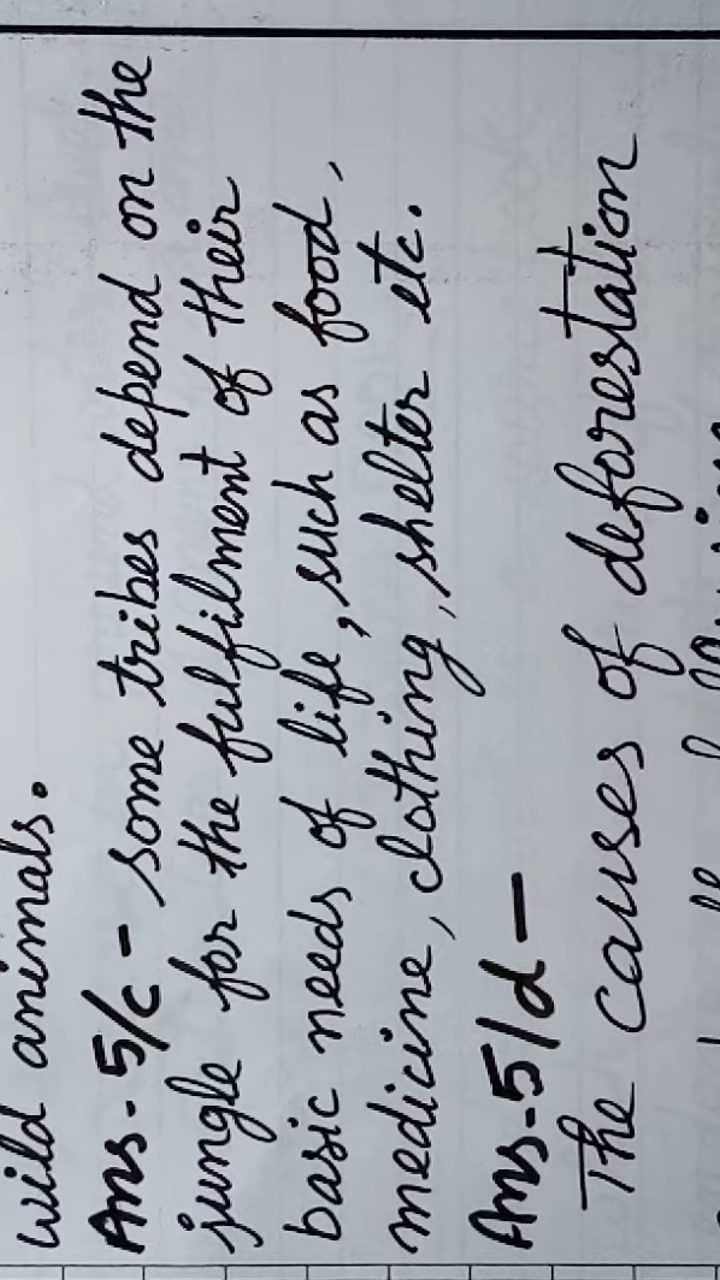 wild animals.
Ans - 5/c - some tribes depend on the
jungle for the fulfilment of their
basic needs of life, such as food,
medicine, clothing, shelter etc.
Ans - 5/d -
The causes of deforestation